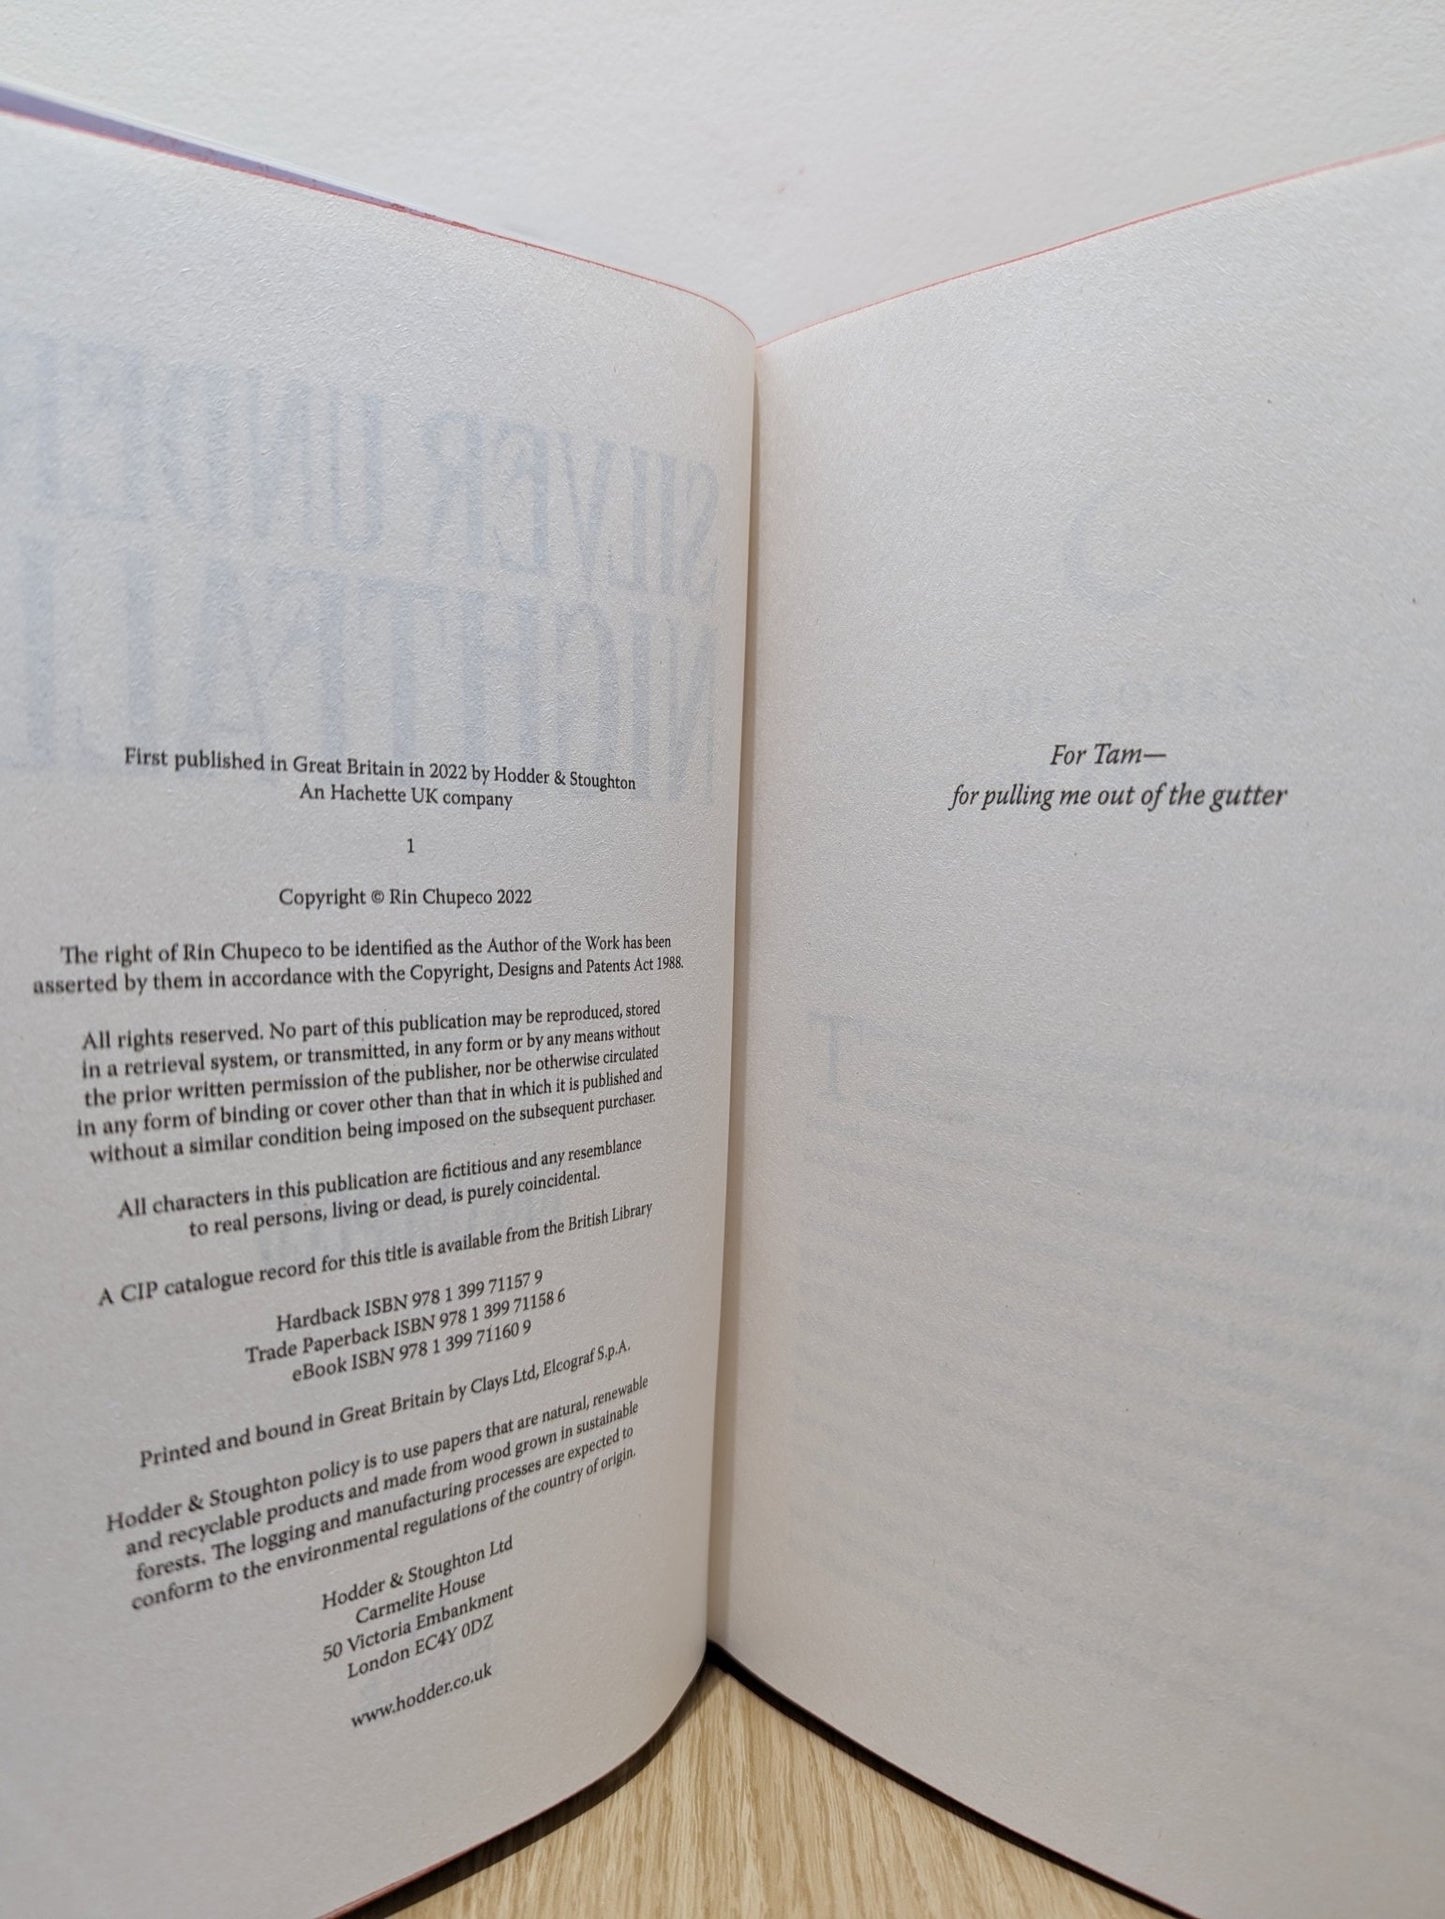 First published in Great Britain in 2022 by Hodder & Stoughton
An Hachette UK company
1
Copyright © Rin Chupeco 2022
The right of Rin Chupeco to be identified as the Author of the Work has been
asserted by them in accordance with the Copyright, Designs and Patents Act 1988.
All rights reserved. No part of this publication may be reproduced, stored
in a retrieval system, or transmitted, in any form or by any means without
the prior written permission of the publisher, nor be otherwise circulated
in any form of binding or cover other than that in which it is published and
without a similar condition being imposed on the subsequent purchaser.
All characters in this publication are fictitious and any resemblance
to real persons, living or dead, is purely coincidental.
A CIP catalogue record for this title is available from the British Library
Hardback ISBN 978 1 399 71157 9
Trade Paperback ISBN 978 1 399 71158 6
eBook ISBN 978 1 399 71160 9
Printed and bound in Great Britain by Clays Ltd, Elcograf S.p.A.
Hodder & Stoughton policy is to use papers that are natural, renewable
and recyclable products and made from wood grown in sustainable
forests. The logging and manufacturing processes are expected to
conform to the environmental regulations of the country of origin.
Hodder & Stoughton Ltd
Carmelite House
50 Victoria Embankment
London EC4Y 0DZ
www.hodder.co.uk
SILVER UNDER
NIGHTFALL
For Tam—
for pulling me out of the gutter